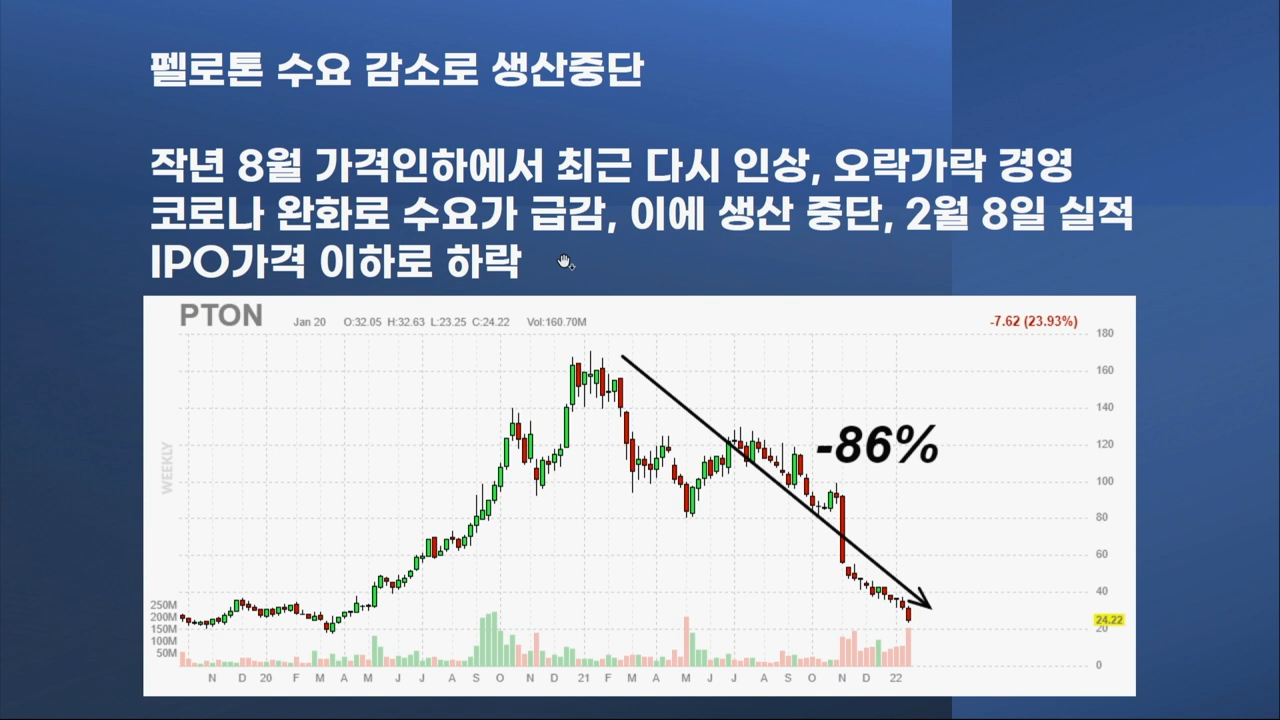 펠로톤 수요 감소로 생산중단
작년 8월 가격인하에서 최근 다시 인상, 오락가락 경영
코로나 완화로 수요가 급감, 이에 생산 중단, 2월 8일 실적
IPO가격 이하로 하락
PTON Jan 20 O:32.05 H:32.63 L:23.25 C:24.22 Vol:160.70M -7.62 (23.93%)
180
160
140
-86%
120
WEEKLY
100
80
60
40
250M
200M
24.22
150M
20
100M
50M
0
N D 20 F M A M J J A S O N D 21 F M A M J J A S O N D 22